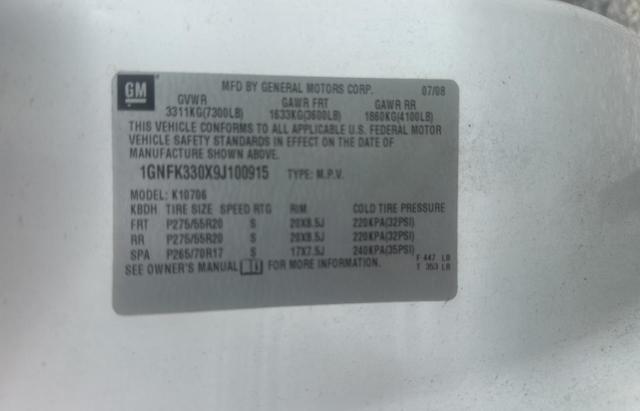 GM
MFD BY GENERAL MOTORS CORP. 07/08
GVWR GAWR FRT GAWR RR
3311KG(7300LB) 1633KG(3600LB) 1860KG(4100LB)
THIS VEHICLE CONFORMS TO ALL APPLICABLE U.S. FEDERAL MOTOR
VEHICLE SAFETY STANDARDS IN EFFECT ON THE DATE OF
MANUFACTURE SHOWN ABOVE.
1GNFK330X9J100915 TYPE: M.P.V.
MODEL: K10706
KBDH TIRE SIZE SPEED RTG RIM COLD TIRE PRESSURE
FRT P275/55R20 S 20X8.5J 220KPA(32PSI)
RR P275/55R20 S 20X8.5J 220KPA(32PSI)
SPA P265/70R17 S 17X7.5J 240KPA(35PSI)
SEE OWNER'S MANUAL FOR MORE INFORMATION. F 447 LB
T 353 LB